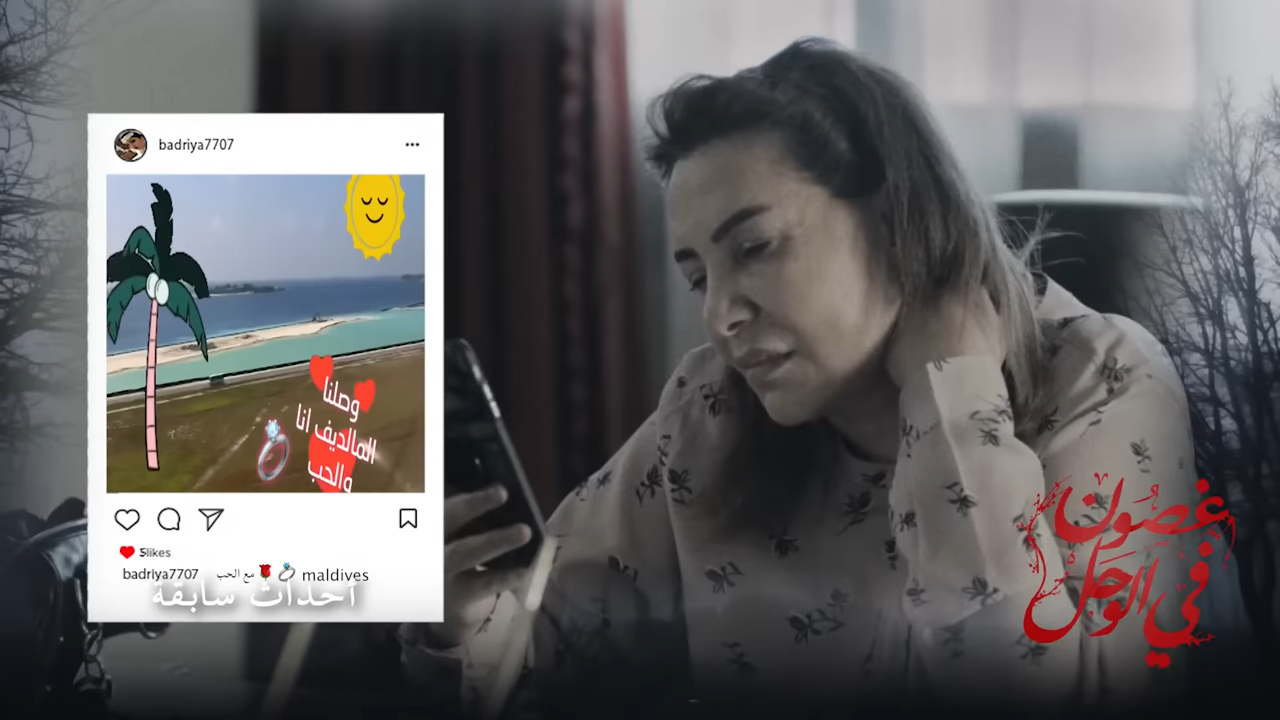 badriya7707
وصلنا
المالديف انا
والحب
5likes
badriya7707 مع الحب maldives
أحداث سابقة
غصون
في الوحل